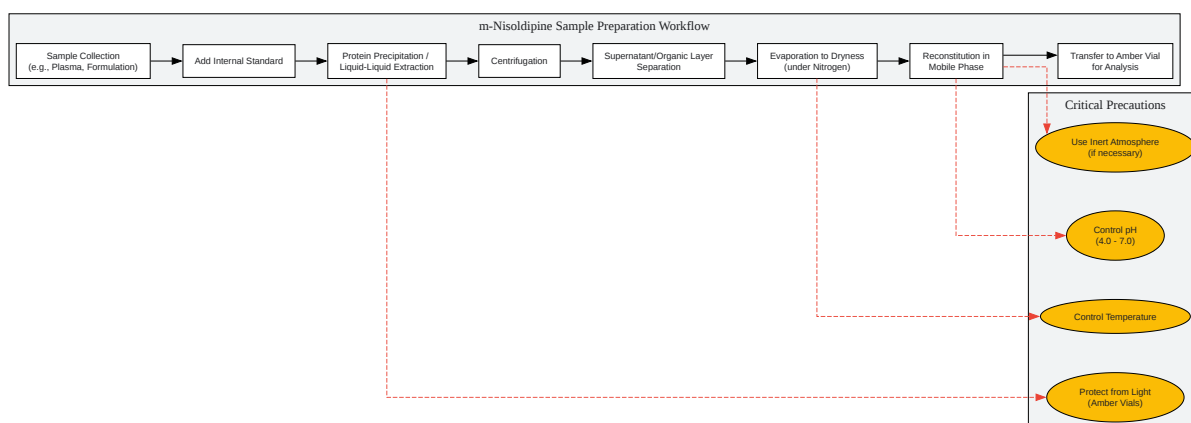 m-Nisoldipine Sample Preparation Workflow
Sample Collection
(e.g., Plasma, Formulation)
Add Internal Standard
Protein Precipitation /
Liquid-Liquid Extraction
Centrifugation
Supernatant/Organic Layer
Separation
Evaporation to Dryness
(under Nitrogen)
Reconstitution in
Mobile Phase
Transfer to Amber Vial
for Analysis
Critical Precautions
Use Inert Atmosphere
(if necessary)
Control pH
(4.0 - 7.0)
Control Temperature
Protect from Light
(Amber Vials)